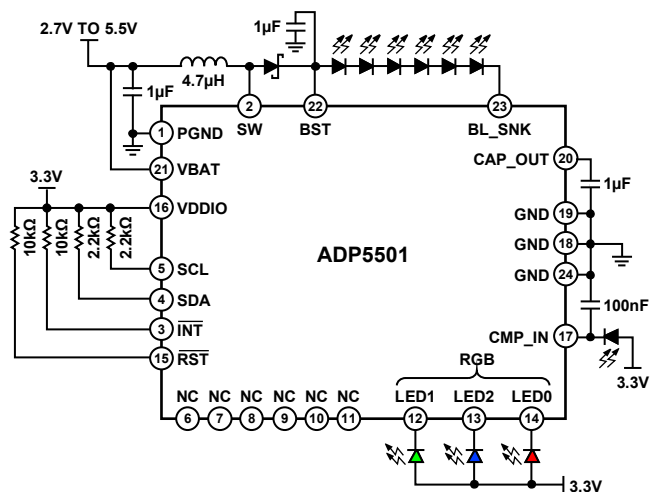 2.7V TO 5.5V
1µF
4.7µH
1µF
2
SW
22
BST
23
BL_SNK
1
PGND
21
VBAT
3.3V
16
VDDIO
10kΩ
10kΩ
2.2kΩ
2.2kΩ
5
SCL
4
SDA
3
INT
15
RST
ADP5501
CAP_OUT
20
1µF
GND
19
GND
18
GND
24
100nF
CMP_IN
17
3.3V
RGB
NC
NC
NC
NC
NC
NC
LED1
LED2
LED0
6
7
8
9
10
11
12
13
14
3.3V